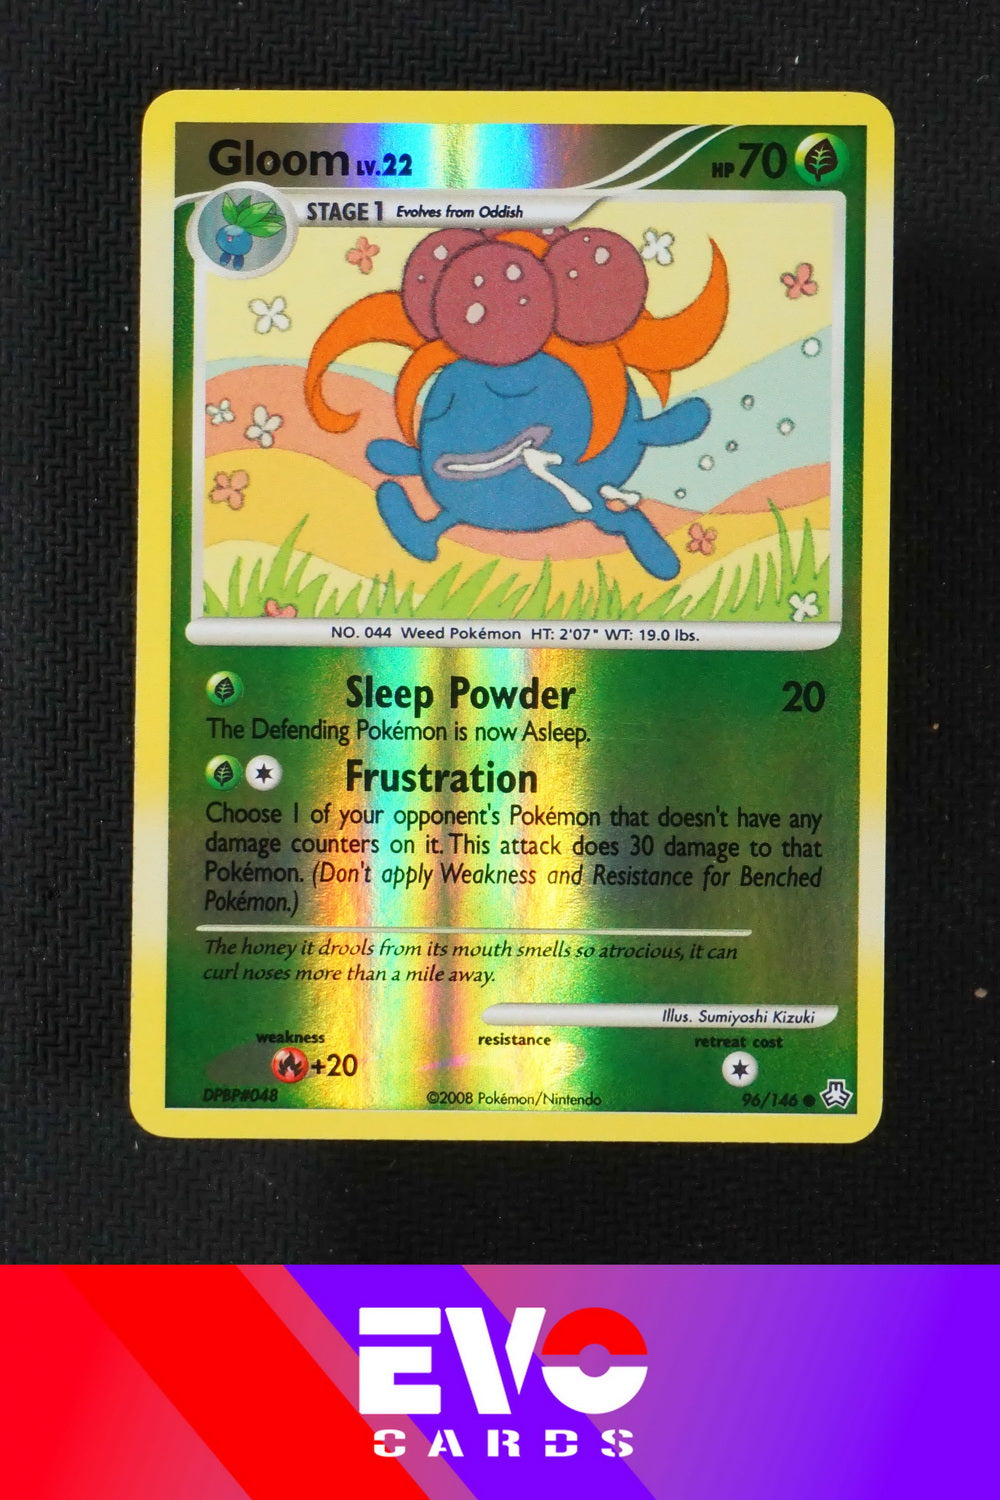 Gloom LV.22
HP 70
STAGE 1 Evolves from Oddish
NO. 044 Weed Pokémon HT: 2'07" WT: 19.0 lbs.
Sleep Powder 20
The Defending Pokémon is now Asleep.
Frustration
Choose 1 of your opponent's Pokémon that doesn't have any
damage counters on it. This attack does 30 damage to that
Pokémon. (Don't apply Weakness and Resistance for Benched
Pokémon.)
The honey it drools from its mouth smells so atrocious, it can
curl noses more than a mile away.
Illus. Sumiyoshi Kizuki
weakness resistance retreat cost
+20
DPBP#048 ©2008 Pokémon/Nintendo 96/146
EVO
CARDS